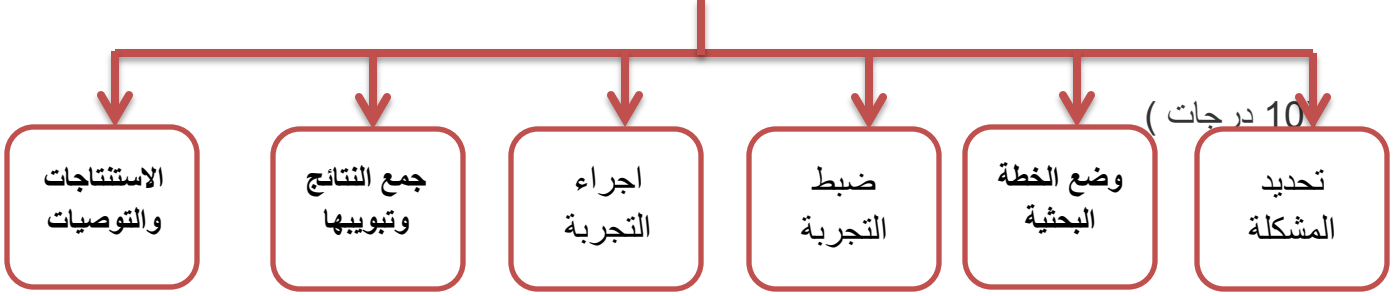 10 درجات )
تحديد
المشكلة
وضع الخطة
البحثية
ضبط
التجربة
اجراء
التجربة
جمع النتائج
وتبويبها
الاستنتاجات
والتوصيات